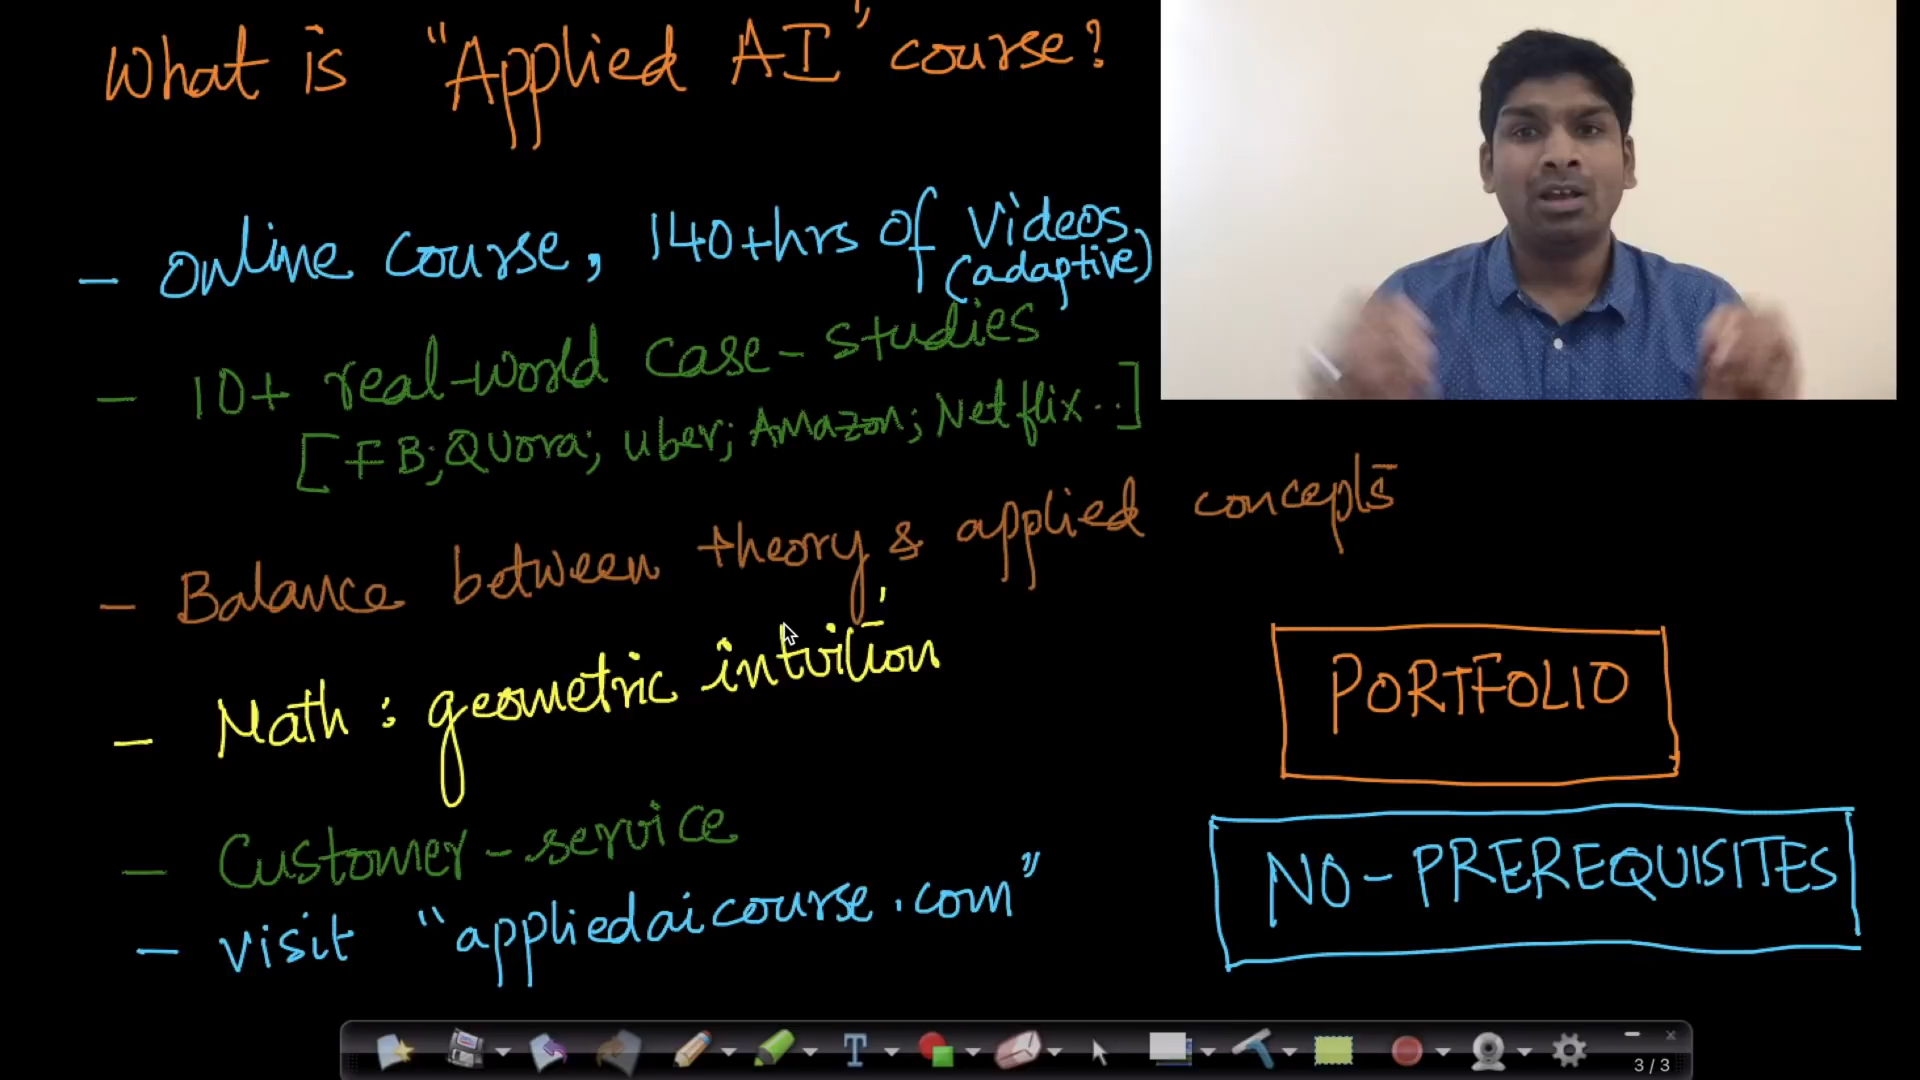 What is "Applied AI" course?
- Online course, 140+hrs of Videos
(adaptive)
- 10+ real-world case-studies
[FB; Quora; Uber; Amazon; Netflix..]
- Balance between theory & applied concepts
- Math : geometric intuition
- Customer-service
- visit "appliedaicourse.com"
PORTFOLIO
NO-PREREQUISITES
T
3/3